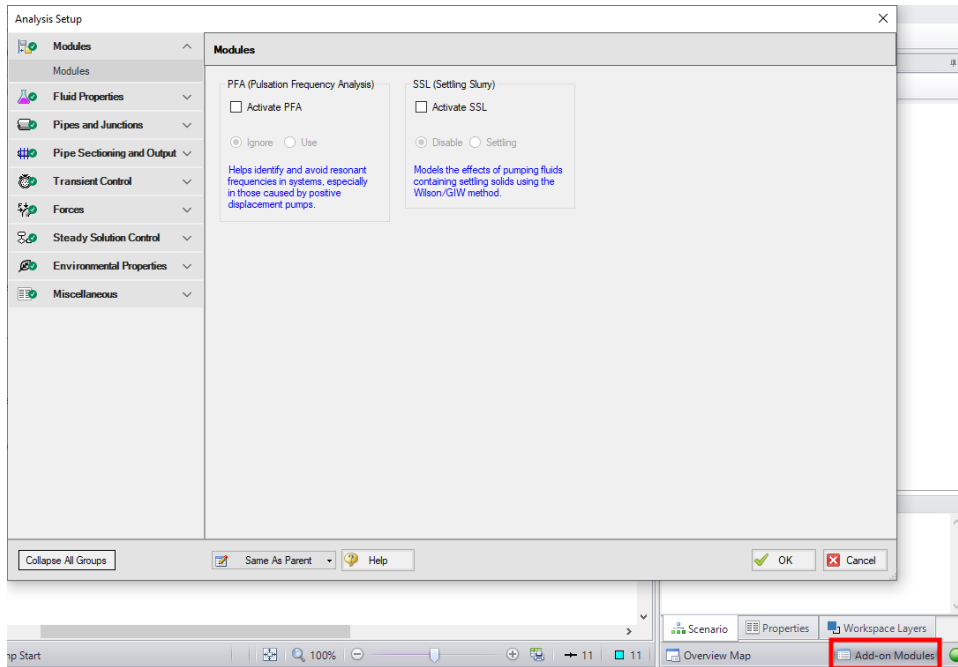 Analysis Setup
Modules
Modules
Fluid Properties
Pipes and Junctions
Pipe Sectioning and Output
Transient Control
Forces
Steady Solution Control
Environmental Properties
Miscellaneous
Collapse All Groups
Modules
PFA (Pulsation Frequency Analysis)
Activate PFA
Ignore Use
Helps identify and avoid resonant
frequencies in systems, especially
in those caused by positive
displacement pumps.
SSL (Settling Slurry)
Activate SSL
Disable Settling
Models the effects of pumping fluids
containing settling solids using the
Wilson/GIW method.
Same As Parent
Help
OK
Cancel
Scenario
Properties
Workspace Layers
Start
100%
11
11
Overview Map
Add-on Modules